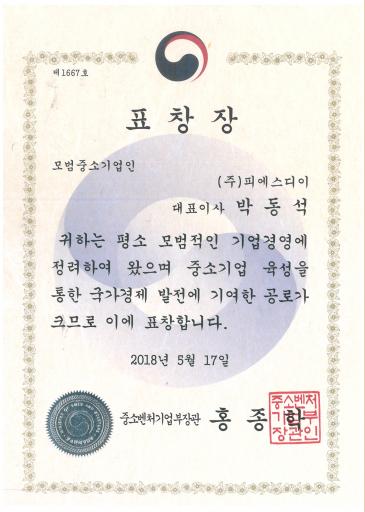 제1667호
표 창 장
모범중소기업인
(주)피에스디이
대표이사 박 동 석
귀하는 평소 모범적인 기업경영에
정려하여 왔으며 중소기업 육성을
통한 국가경제 발전에 기여한 공로가
크므로 이에 표창합니다.
2018년 5월 17일
중소벤처기업부장관 홍 종 학
중소벤처
기업부
장관인